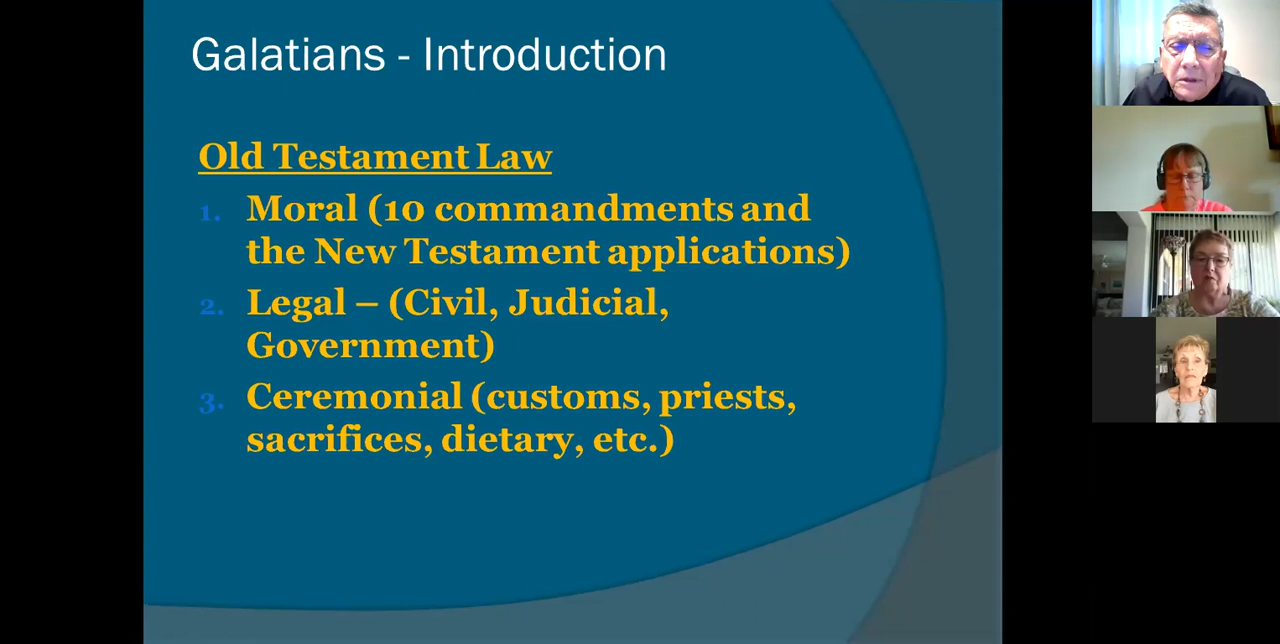 Galatians - Introduction
Old Testament Law
1. Moral (10 commandments and
the New Testament applications)
2. Legal – (Civil, Judicial,
Government)
3. Ceremonial (customs, priests,
sacrifices, dietary, etc.)